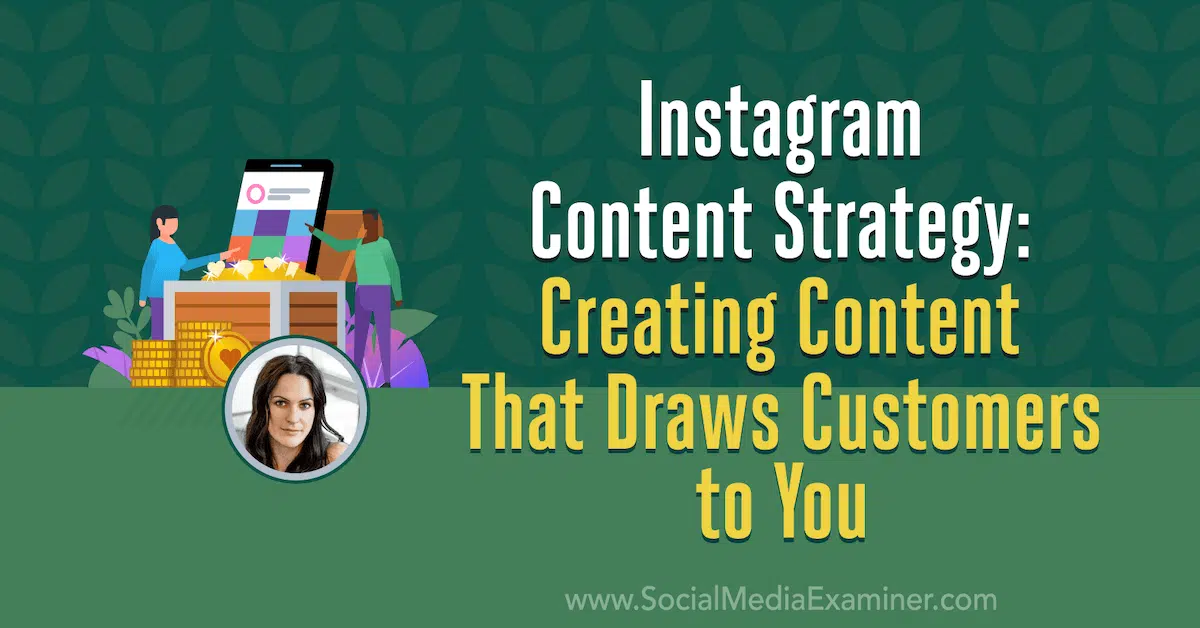 Instagram
Content Strategy:
Creating Content
That Draws Customers
to You
www.SocialMediaExaminer.com